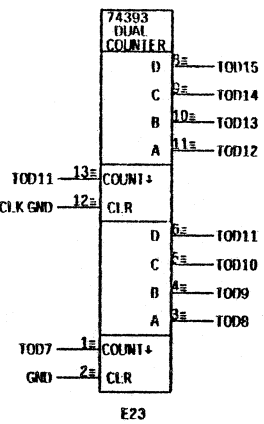 74393
DUAL
COUNTER
D 8 TOD15
C 9 TOD14
B 10 TOD13
A 11 TOD12
TOD11 13 COUNT↓
CLK GND 12 CLR
D 6 TOD11
C 5 TOD10
B 4 TOD9
A 3 TOD8
TOD7 1 COUNT↓
GND 2 CLR
E23